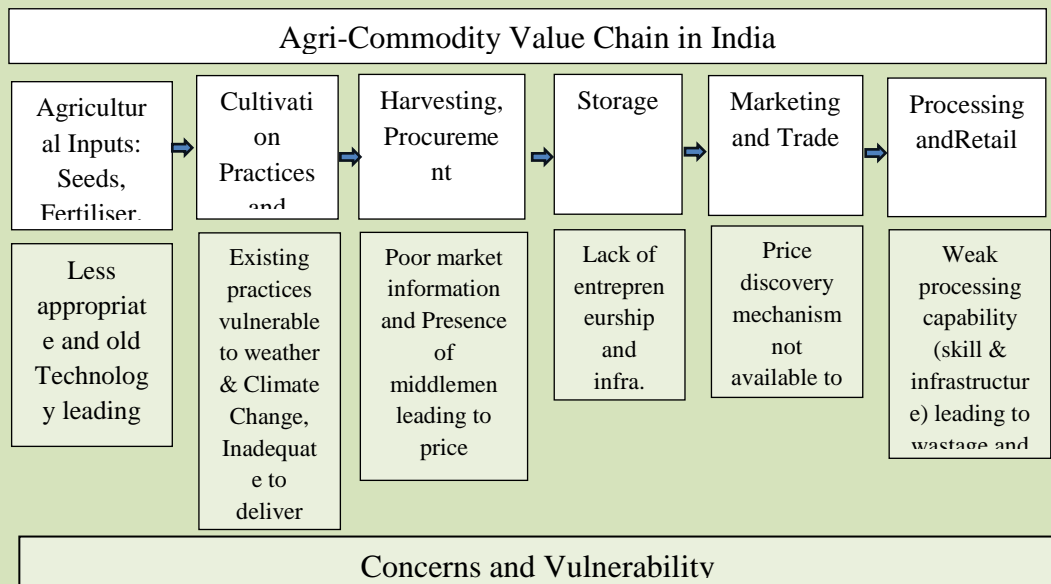 Agri-Commodity Value Chain in India
Agricultur
al Inputs:
Seeds,
Fertiliser,
Cultivati
on
Practices
and
Harvesting,
Procureme
nt
Storage
Marketing
and Trade
Processing
andRetail
Less
appropriat
e and old
Technolog
y leading
Existing
practices
vulnerable
to weather
& Climate
Change,
Inadequat
e to
deliver
Poor market
information
and Presence
of
middlemen
leading to
price
Lack of
entrepren
eurship
and
infra.
Price
discovery
mechanism
not
available to
Weak
processing
capability
(skill &
infrastructur
e) leading to
wastage and
Concerns and Vulnerability